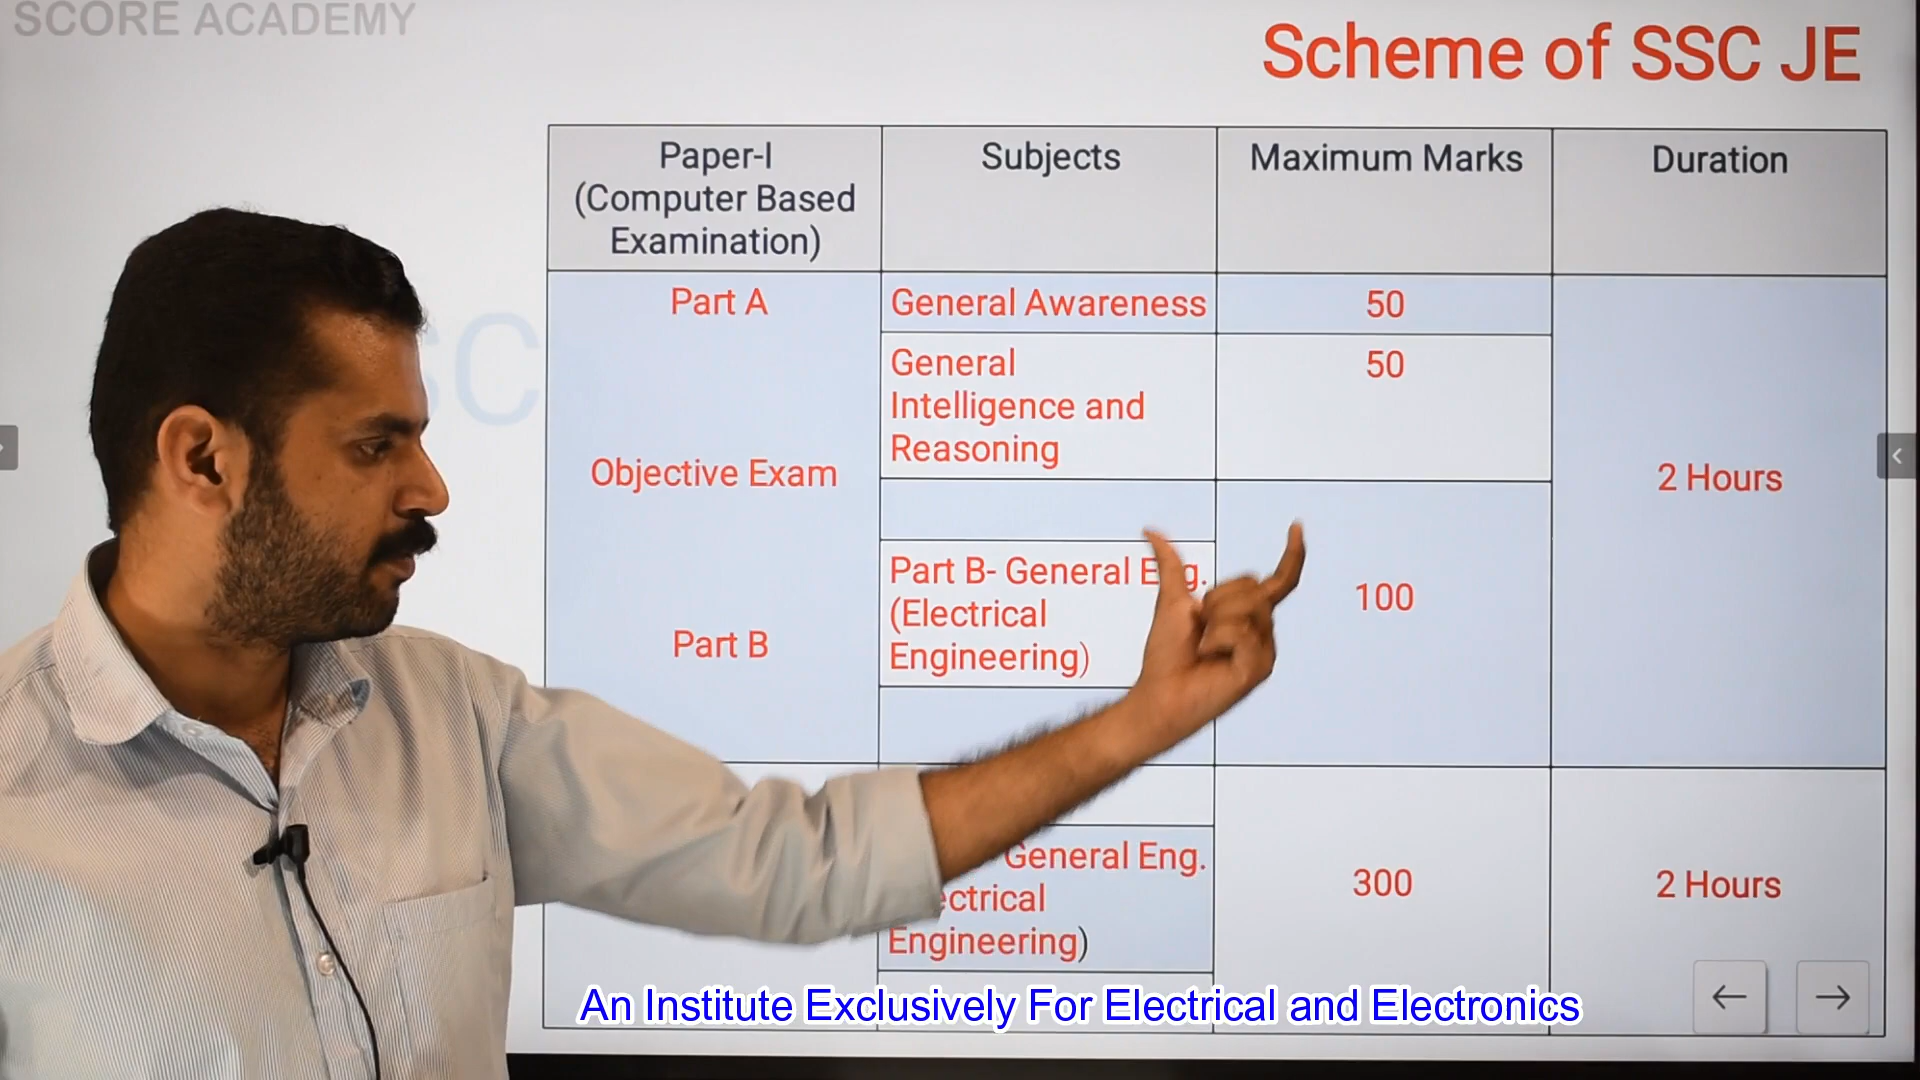 SCORE ACADEMY
Scheme of SSC JE
Paper-I
(Computer Based
Examination)
Subjects
Maximum Marks
Duration
Part A
General Awareness
50
General
Intelligence and
Reasoning
50
Objective Exam
2 Hours
Part B- General
(Electrical
Engineering)
100
Part B
General Eng.
Engineering)
300
2 Hours
An Institute Exclusively For Electrical and Electronics